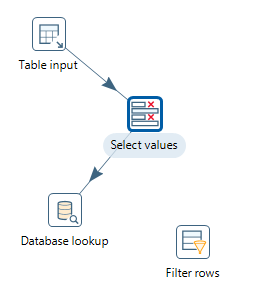 Table input
Select values
Database lookup
Filter rows